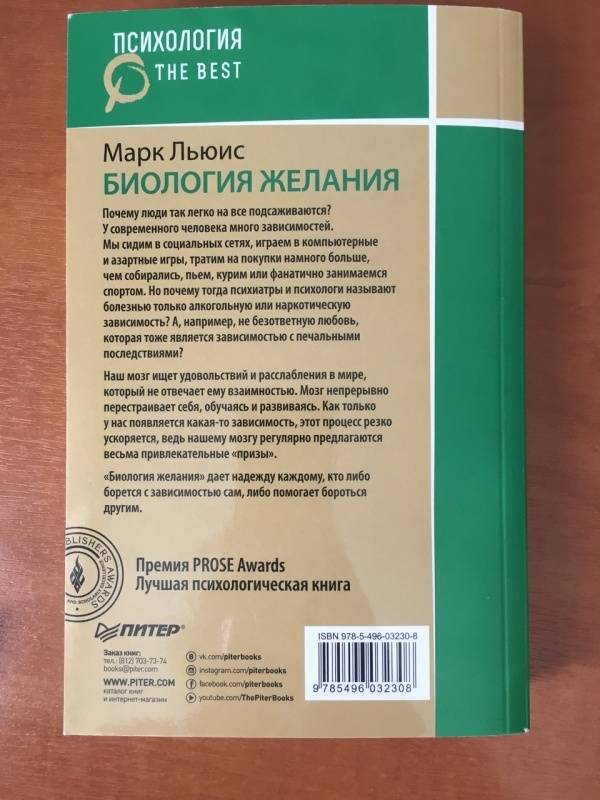 ПСИХОЛОГИЯ
THE BEST
Марк Льюис
БИОЛОГИЯ ЖЕЛАНИЯ
Почему люди так легко на все подсаживаются?
У современного человека много зависимостей.
Мы сидим в социальных сетях, играем в компьютерные
и азартные игры, тратим на покупки намного больше,
чем собирались, пьем, курим или фанатично занимаемся
спортом. Но почему тогда психиатры и психологи называют
болезнью только алкогольную или наркотическую
зависимость? А, например, не безответную любовь,
которая тоже является зависимостью с печальными
последствиями?
Наш мозг ищет удовольствий и расслабления в мире,
который не отвечает ему взаимностью. Мозг непрерывно
перестраивает себя, обучаясь и развиваясь. Как только
у нас появляется какая-то зависимость, этот процесс резко
ускоряется, ведь нашему мозгу регулярно предлагаются
весьма привлекательные «призы».
«Биология желания» дает надежду каждому, кто либо
борется с зависимостью сам, либо помогает бороться
другим.
Премия PROSE Awards
Лучшая психологическая книга
ПИТЕР®
Заказ книг:
тел.: (812) 703-73-74
books@piter.com
WWW.PITER.COM
каталог книг
и интернет-магазин
vk.com/piterbooks
instagram.com/piterbooks
facebook.com/piterbooks
youtube.com/ThePiterBooks
ISBN 978-5-496-03230-8
9 785496 032308